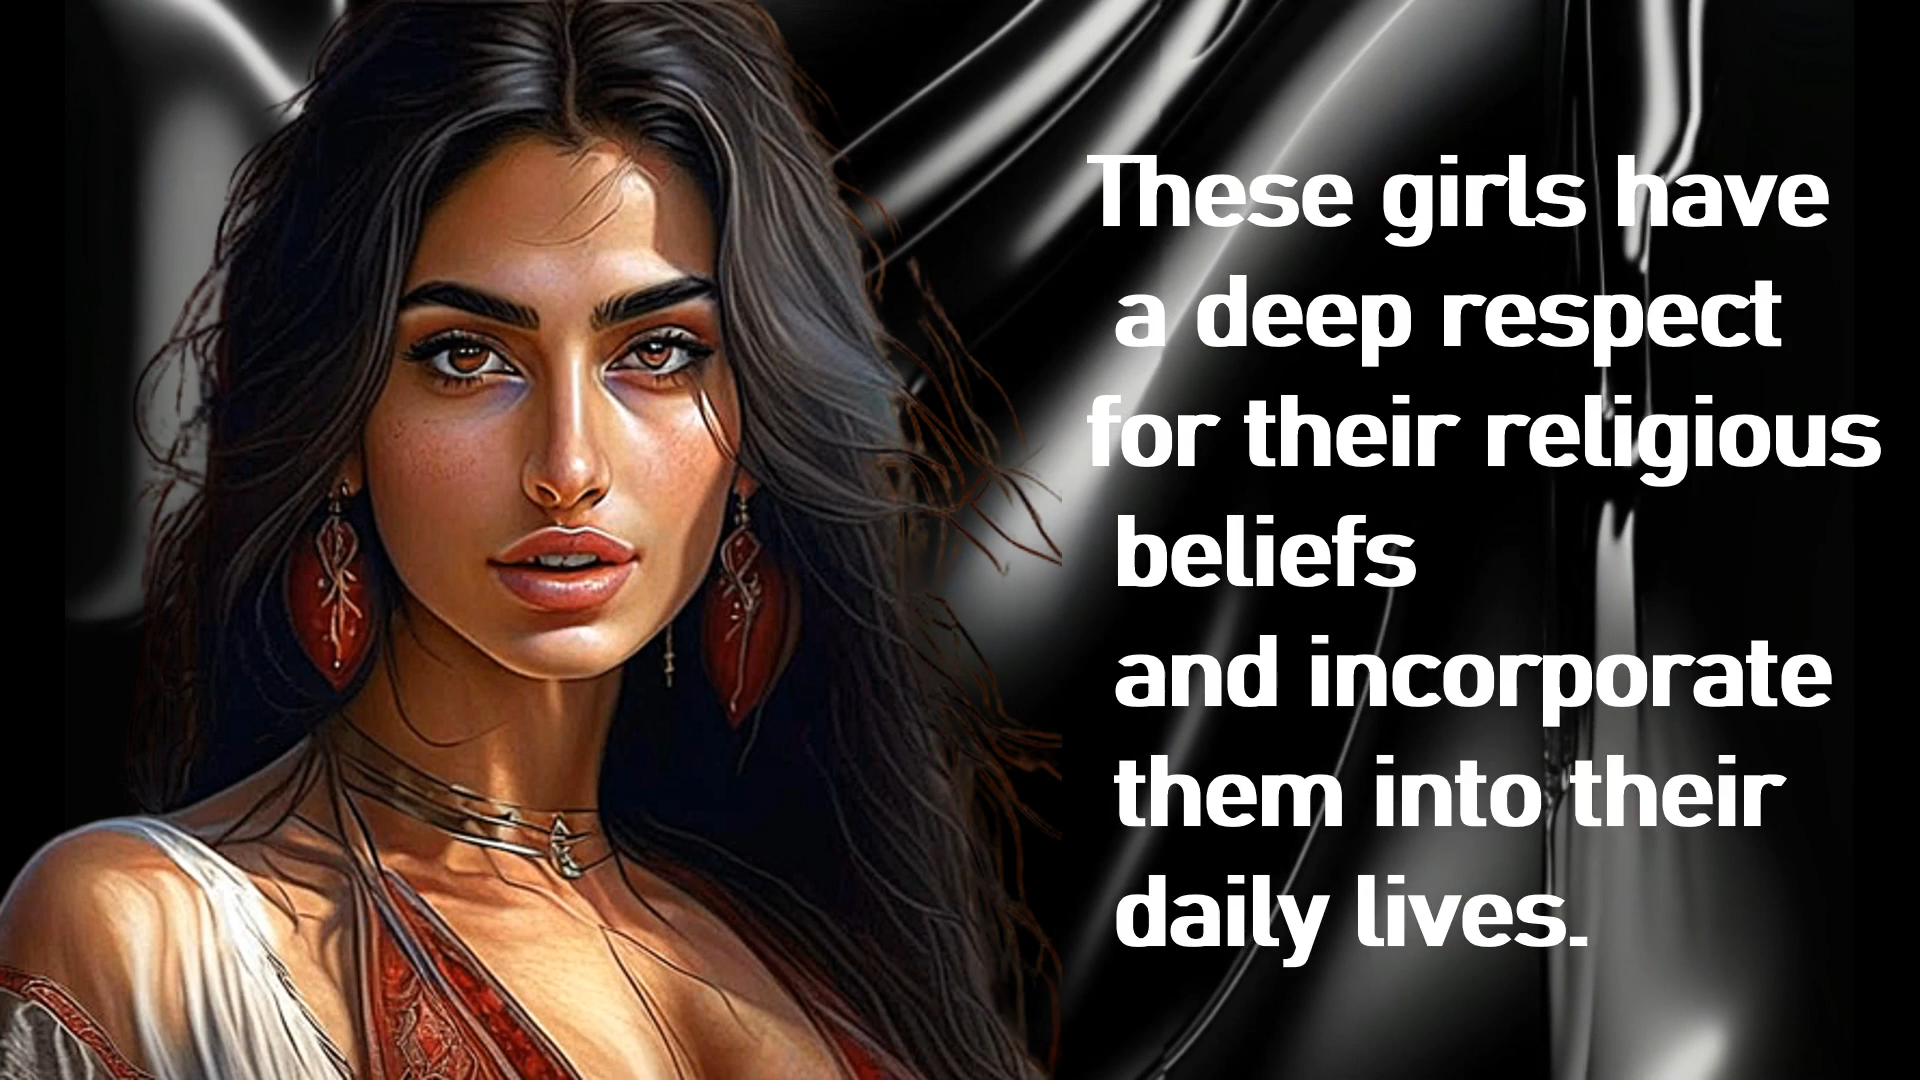 These girls have
a deep respect
for their religious
beliefs
and incorporate
them into their
daily lives.